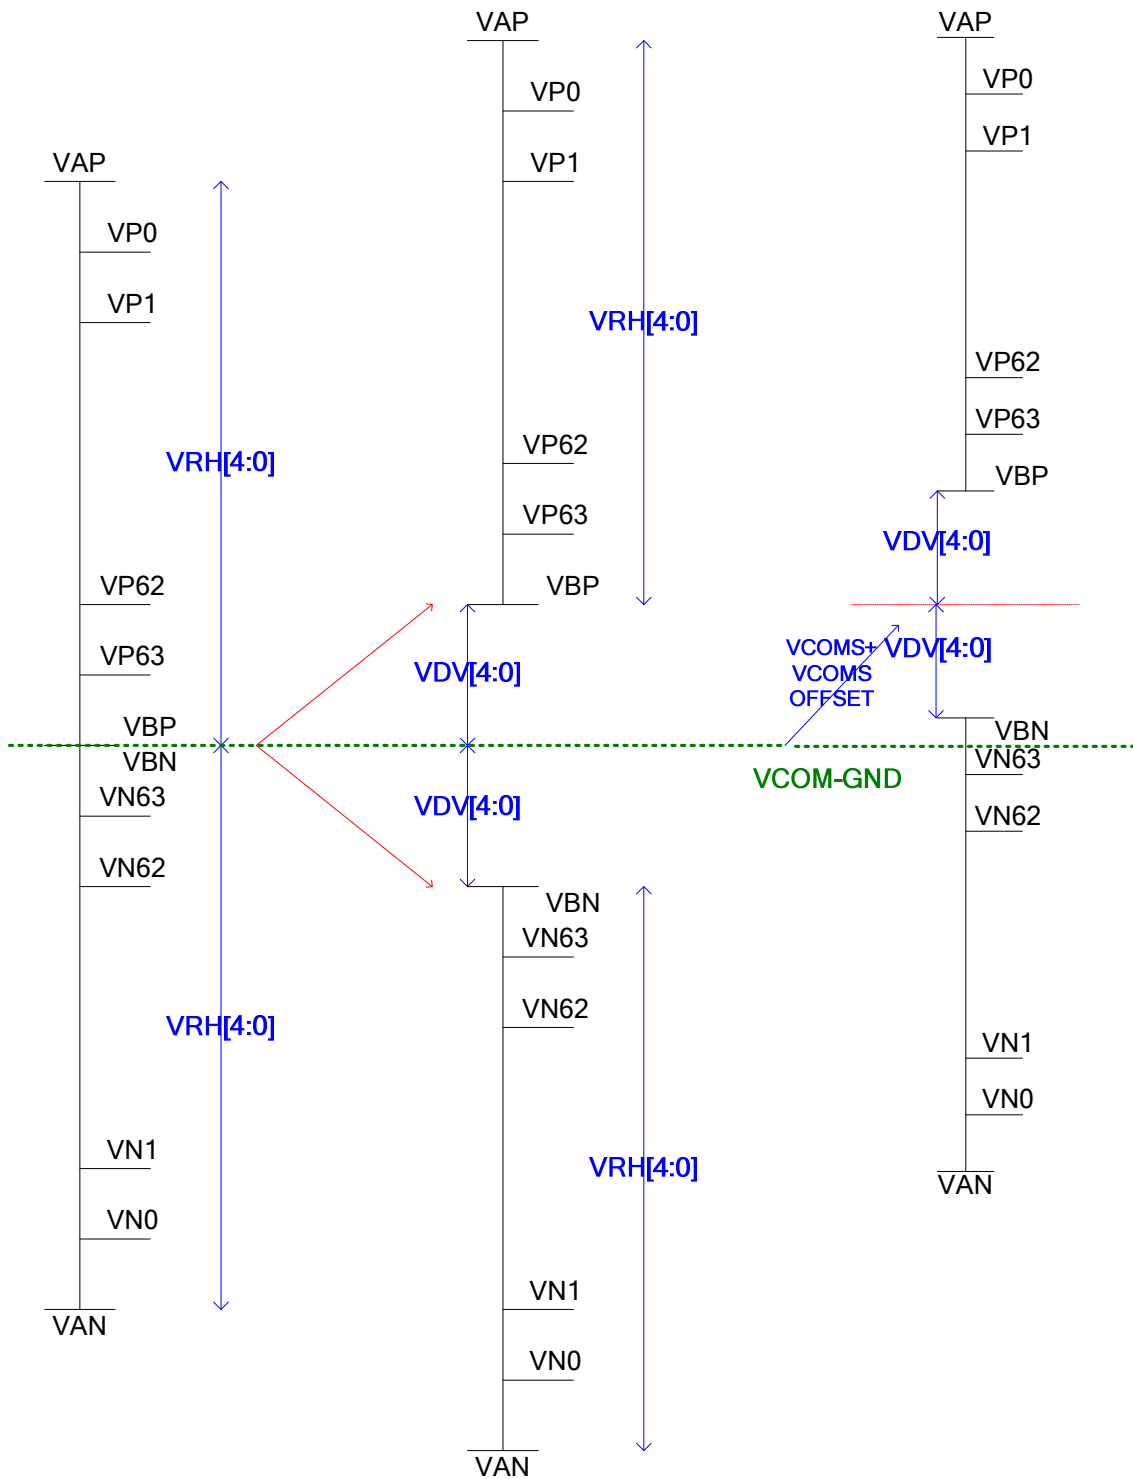 VAP
VP0
VP1
VRH[4:0]
VP62
VP63
VBP
VBN
VN63
VN62
VRH[4:0]
VN1
VN0
VAN
VAP
VP0
VP1
VRH[4:0]
VP62
VP63
VBP
VDV[4:0]
VDV[4:0]
VBN
VN63
VN62
VRH[4:0]
VN1
VN0
VAN
VAP
VP0
VP1
VP62
VP63
VBP
VDV[4:0]
VDV[4:0]
VCOMS+
VCOMS
OFFSET
VBN
VCOM-GND
VN63
VN62
VN1
VN0
VAN